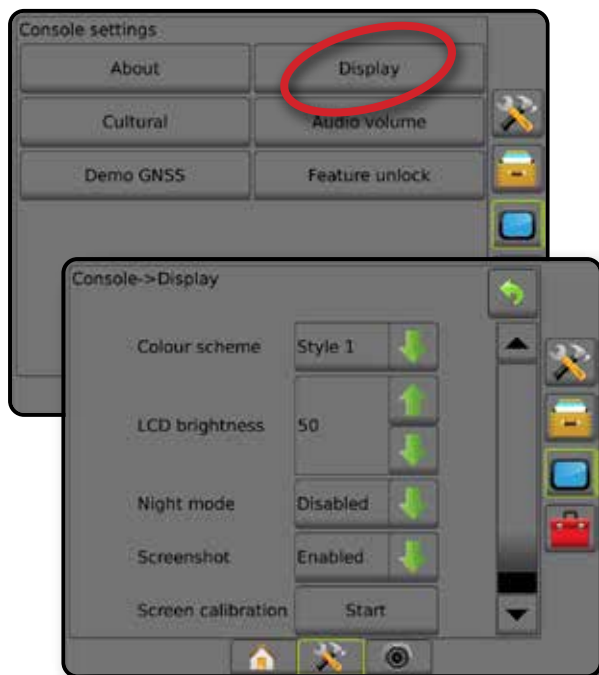 Console settings
About Display
Cultural Audio volume
Demo GNSS Feature unlock
Console->Display
Colour scheme Style 1
LCD brightness 50
Night mode Disabled
Screenshot Enabled
Screen calibration Start